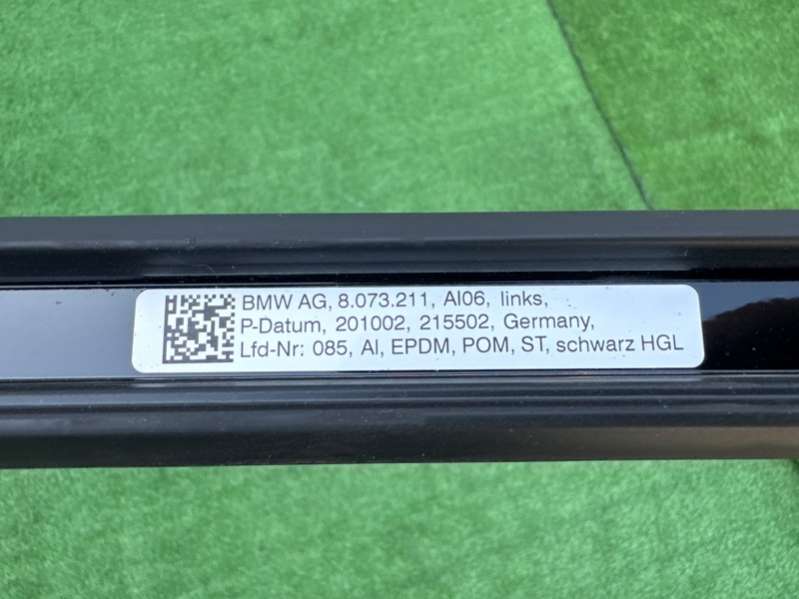 BMW AG, 8.073.211, AI06, links,
P-Datum, 201002, 215502, Germany,
Lfd-Nr: 085, Al, EPDM, POM, ST, schwarz HGL